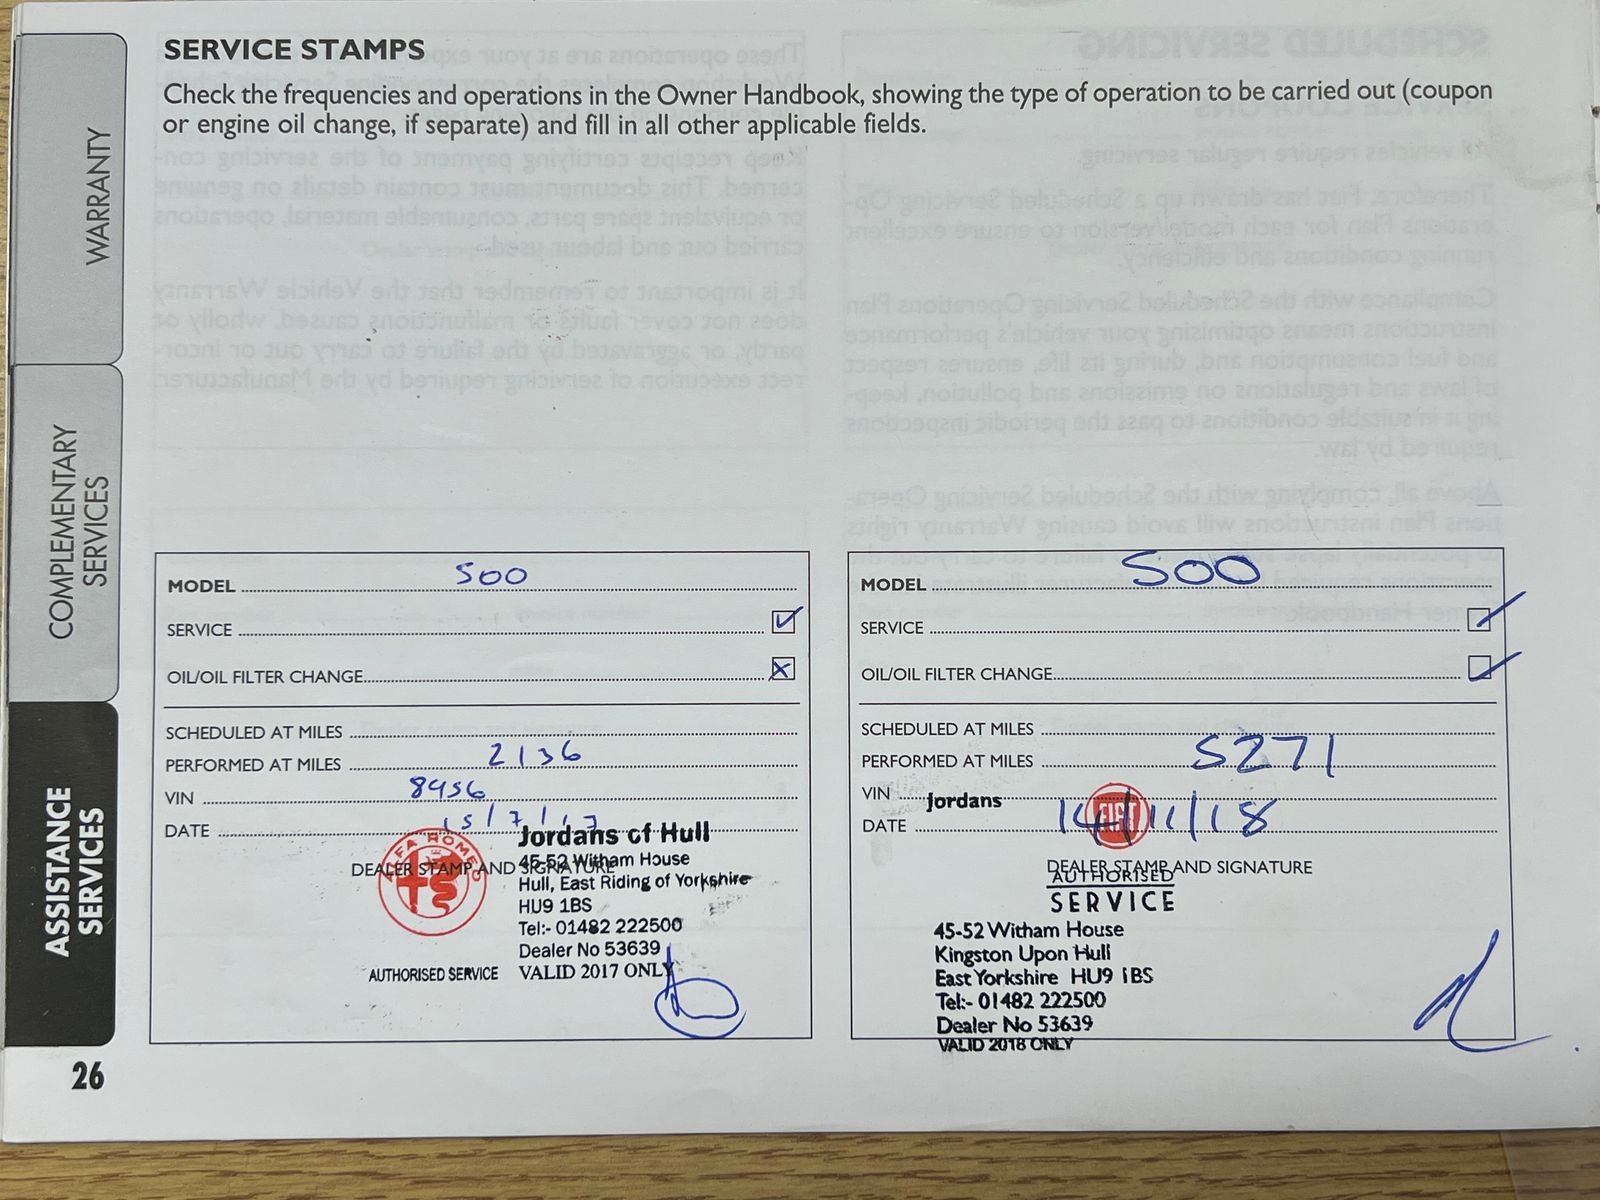 SERVICE STAMPS
Check the frequencies and operations in the Owner Handbook, showing the type of operation to be carried out (coupon
or engine oil change, if separate) and fill in all other applicable fields.
WARRANTY
COMPLEMENTARY
SERVICES
ASSISTANCE
SERVICES
MODEL 500
SERVICE
OIL/OIL FILTER CHANGE
SCHEDULED AT MILES
PERFORMED AT MILES 2136
VIN 8956
DATE 15/7/17
DEALER STAMP AND SIGNATURE
ALFA ROMEO
Jordans of Hull
45-52 Witham House
Hull, East Riding of Yorkshire
HU9 1BS
Tel:- 01482 222500
Dealer No 53639
AUTHORISED SERVICE VALID 2017 ONLY
MODEL 500
SERVICE
OIL/OIL FILTER CHANGE
SCHEDULED AT MILES
PERFORMED AT MILES 5271
VIN
Jordans
FIAT
DATE 14/11/18
DEALER STAMP AND SIGNATURE
AUTHORISED
SERVICE
45-52 Witham House
Kingston Upon Hull
East Yorkshire HU9 1BS
Tel:- 01482 222500
Dealer No 53639
VALID 2018 ONLY
26